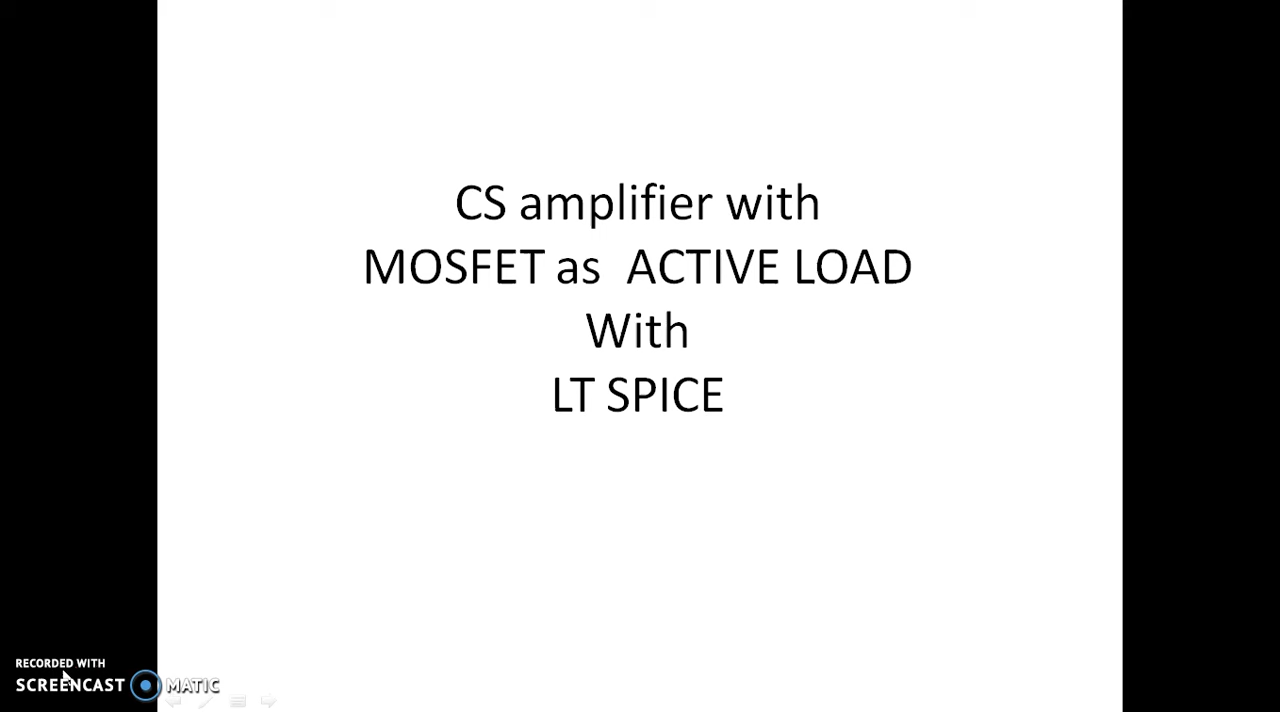 CS amplifier with
MOSFET as ACTIVE LOAD
With
LT SPICE
RECORDED WITH
SCREENCAST MATIC